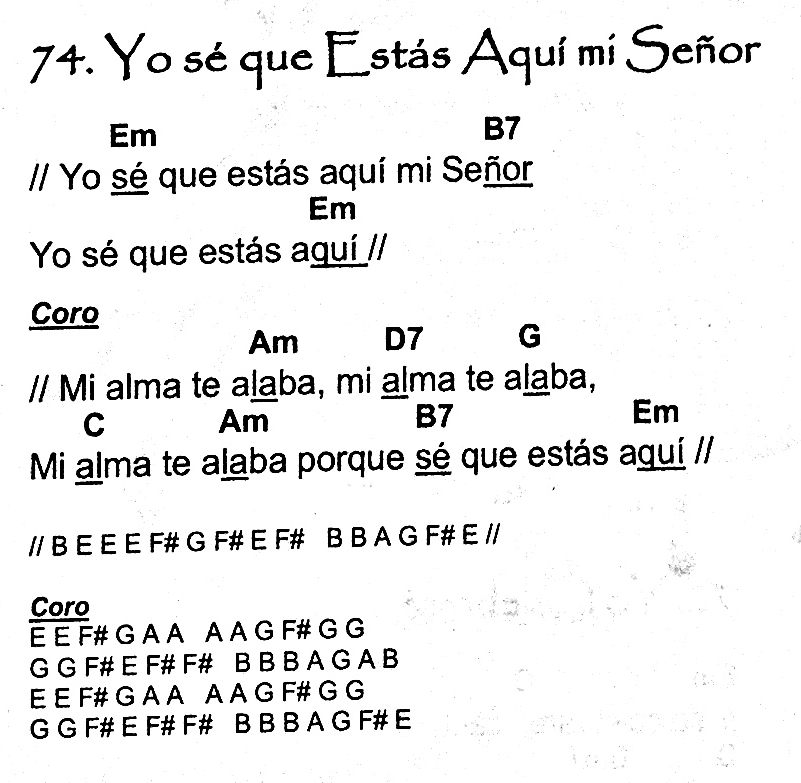 74. Yo sé que Estás Aquí mi Señor
Em B7
// Yo sé que estás aquí mi Señor
Em
Yo sé que estás aquí //
Coro
Am D7 G
// Mi alma te alaba, mi alma te alaba,
C Am B7 Em
Mi alma te alaba porque sé que estás aquí //
// B E E E F# G F# E F# B B A G F# E //
Coro
E E F# G A A A A G F# G G
G G F# E F# F# B B B A G A B
E E F# G A A A A G F# G G
G G F# E F# F# B B B A G F# E